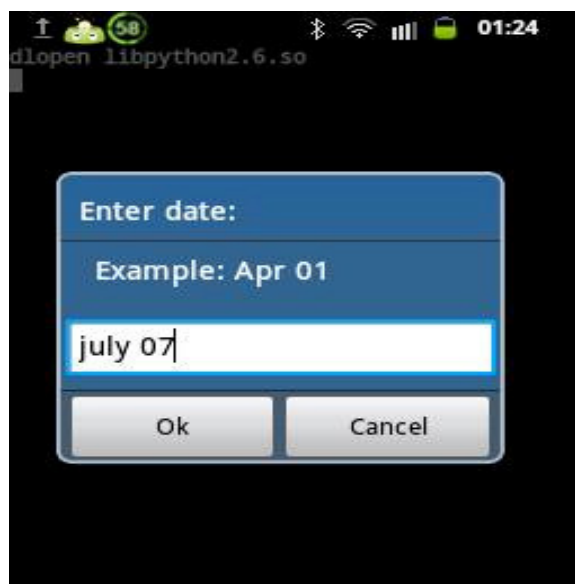 58 01:24
dlopen libpython2.6.so
Enter date:
Example: Apr 01
july 07
Ok Cancel